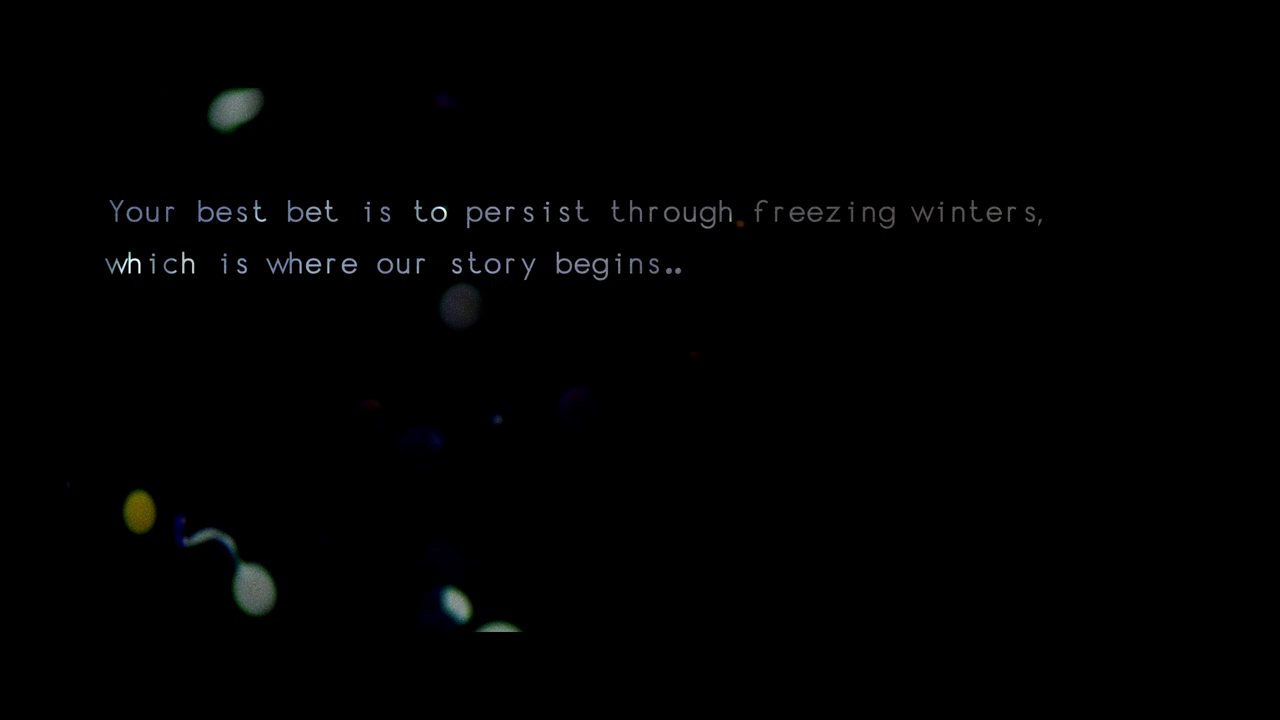 Your best bet is to persist through freezing winters,
which is where our story begins..